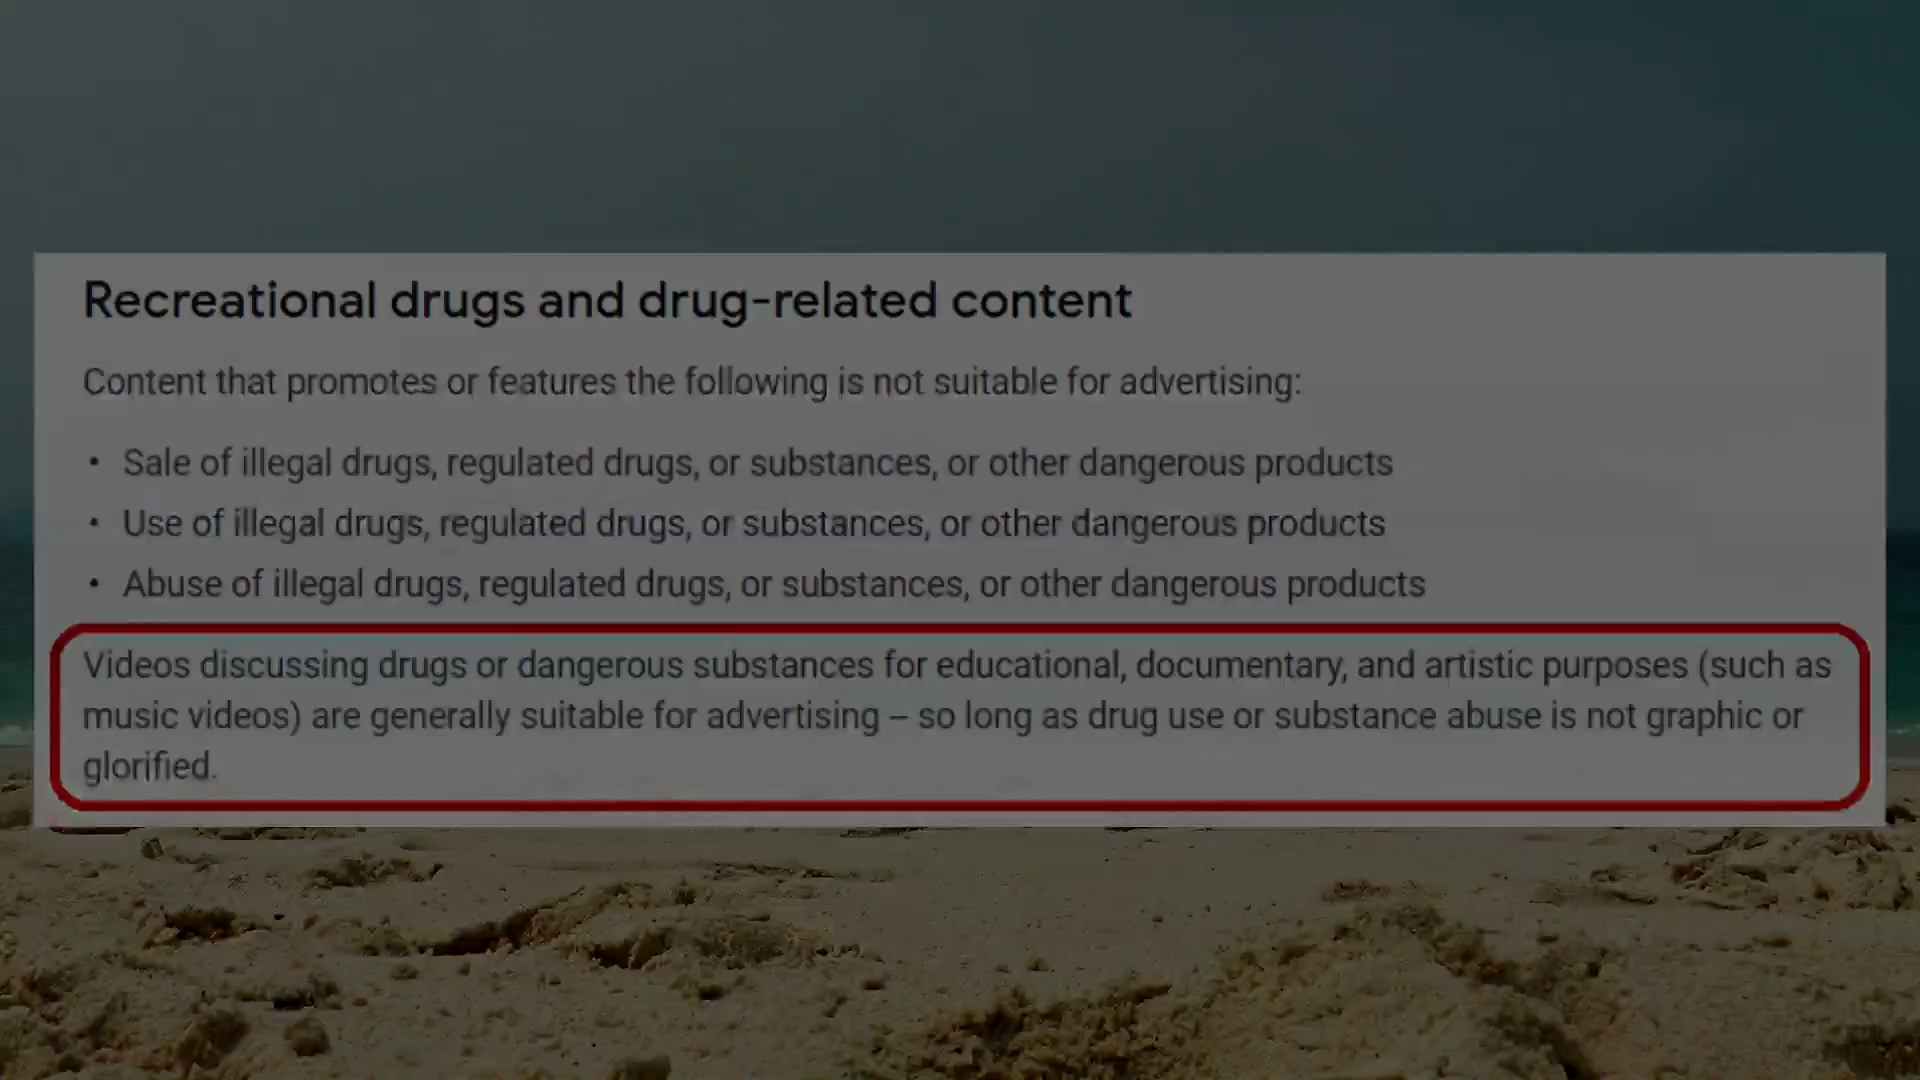 Recreational drugs and drug-related content
Content that promotes or features the following is not suitable for advertising:
• Sale of illegal drugs, regulated drugs, or substances, or other dangerous products
• Use of illegal drugs, regulated drugs, or substances, or other dangerous products
• Abuse of illegal drugs, regulated drugs, or substances, or other dangerous products
Videos discussing drugs or dangerous substances for educational, documentary, and artistic purposes (such as
music videos) are generally suitable for advertising – so long as drug use or substance abuse is not graphic or
glorified.